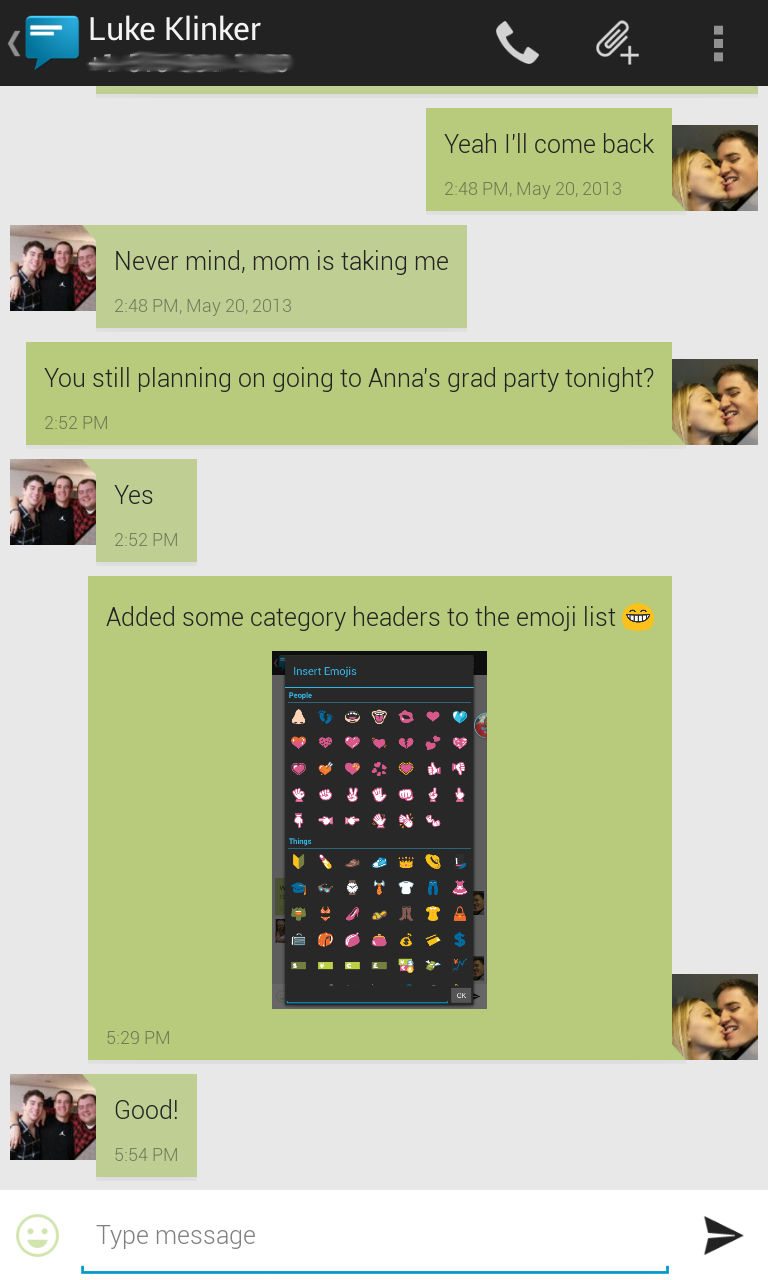 Luke Klinker
Yeah I'll come back
2:48 PM, May 20, 2013
Never mind, mom is taking me
2:48 PM, May 20, 2013
You still planning on going to Anna's grad party tonight?
2:52 PM
Yes
2:52 PM
Added some category headers to the emoji list 😁
Insert Emojis
People
Things
OK
5:29 PM
Good!
5:54 PM
Type message